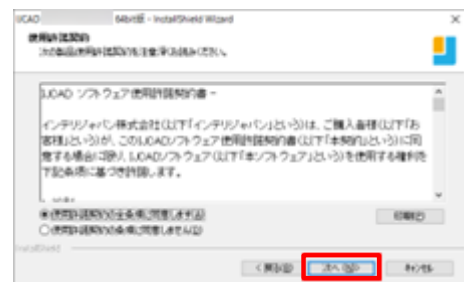 64bit版 - InstallShield Wizard
使用許諾契約
次の製品使用許諾契約を注意深くお読みください。
IJCAD ソフトウェア使用許諾契約書 -
インテリジャパン株式会社(以下「インテリジャパン」という)は、ご購入者様(以下「お
客様」という)が、このIJCADソフトウェア使用許諾契約書(以下「本契約」という)に同
意する場合に限り、IJCADソフトウェア(以下「本ソフトウェア」という)を使用する権利を
下記条項に基づき許諾します。
使用許諾契約の全条項に同意します(A)
使用許諾契約の条項に同意しません(D)
印刷(P)
InstallShield
< 戻る(B)
次へ(N) >
キャンセル